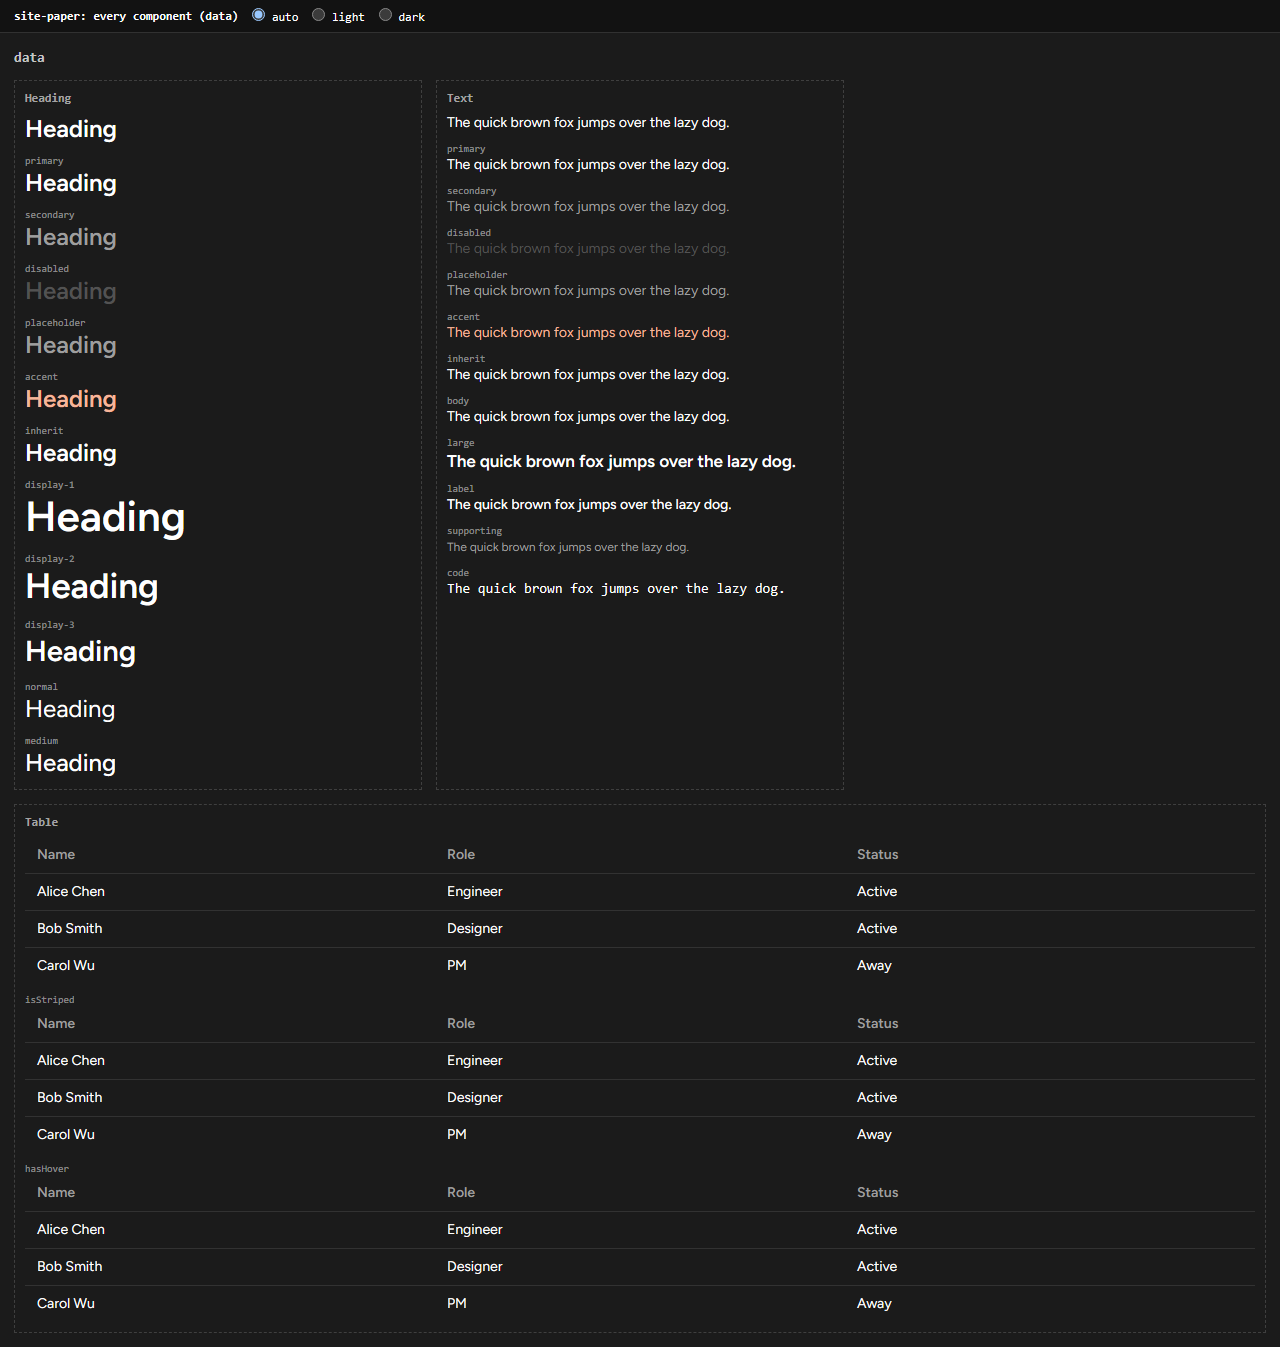 site-paper: every component (data) auto light dark
data
Heading
Heading
primary
Heading
secondary
Heading
disabled
Heading
placeholder
Heading
accent
Heading
inherit
Heading
display-1
Heading
display-2
Heading
display-3
Heading
normal
Heading
medium
Heading
Text
The quick brown fox jumps over the lazy dog.
primary
The quick brown fox jumps over the lazy dog.
secondary
The quick brown fox jumps over the lazy dog.
disabled
The quick brown fox jumps over the lazy dog.
placeholder
The quick brown fox jumps over the lazy dog.
accent
The quick brown fox jumps over the lazy dog.
inherit
The quick brown fox jumps over the lazy dog.
body
The quick brown fox jumps over the lazy dog.
large
The quick brown fox jumps over the lazy dog.
label
The quick brown fox jumps over the lazy dog.
supporting
The quick brown fox jumps over the lazy dog.
code
The quick brown fox jumps over the lazy dog.
Table
Name Role Status
Alice Chen Engineer Active
Bob Smith Designer Active
Carol Wu PM Away
isStriped
Name Role Status
Alice Chen Engineer Active
Bob Smith Designer Active
Carol Wu PM Away
hasHover
Name Role Status
Alice Chen Engineer Active
Bob Smith Designer Active
Carol Wu PM Away